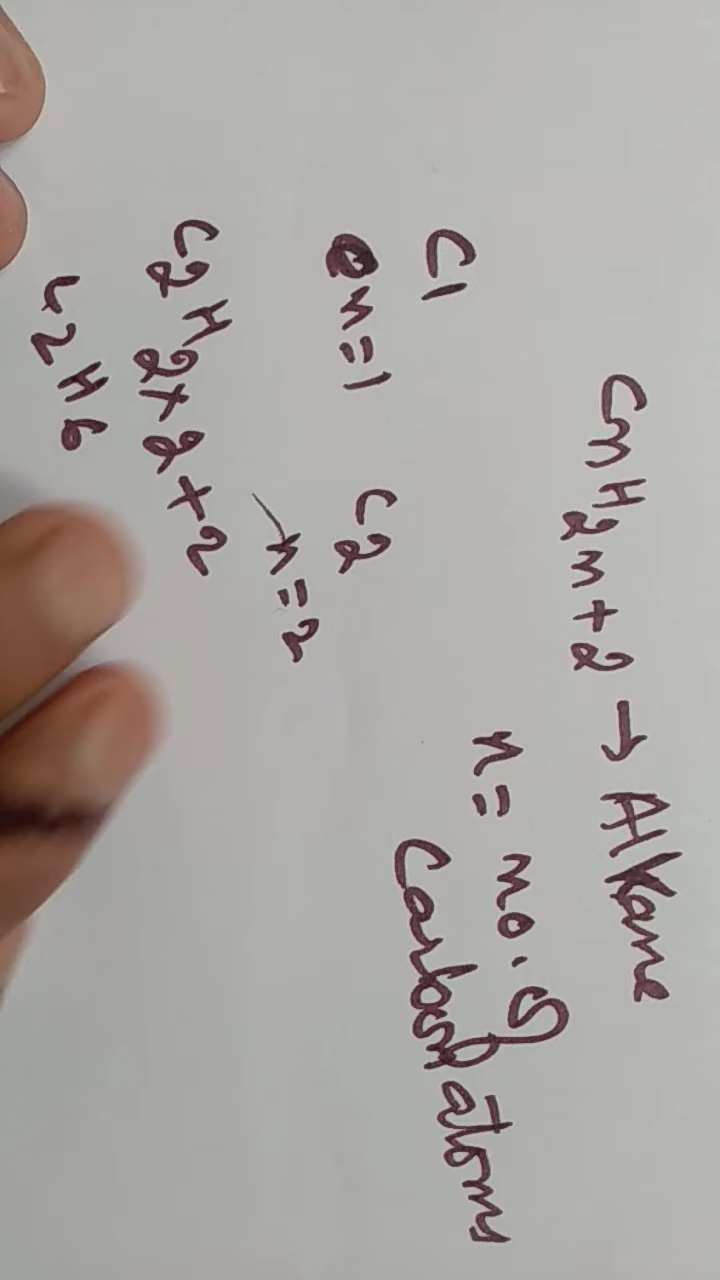 CnH2n+2 → Alkane
n = no. of
Carbon atoms
C1
n=1
C2
n=2
C2H2×2+2
C2H6